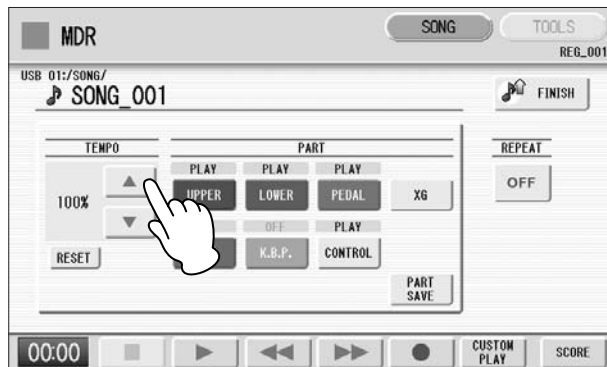 MDR
SONG
TOOLS
REG_001
USB 01:/SONG/
SONG_001
FINISH
TEMPO
PART
REPEAT
PLAY PLAY PLAY
100%
UPPER LOWER PEDAL XG
OFF
OFF PLAY
K.B.P. CONTROL
RESET
PART
SAVE
00:00
CUSTOM
PLAY
SCORE